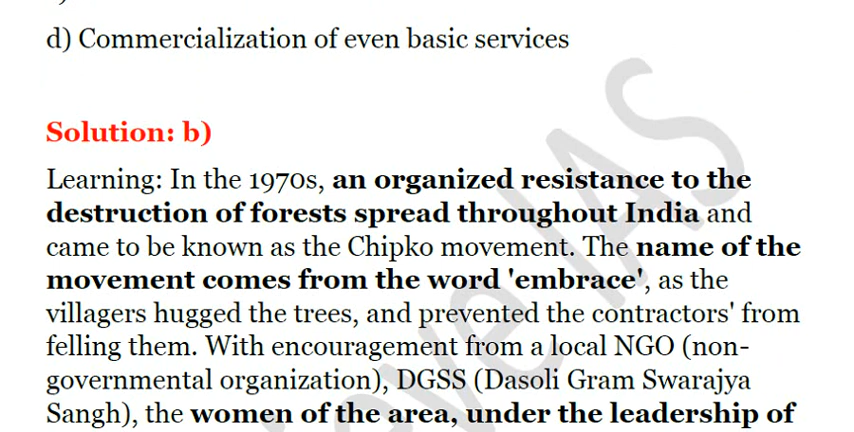 d) Commercialization of even basic services
Solution: b)
Learning: In the 1970s, an organized resistance to the
destruction of forests spread throughout India and
came to be known as the Chipko movement. The name of the
movement comes from the word 'embrace', as the
villagers hugged the trees, and prevented the contractors' from
felling them. With encouragement from a local NGO (non-
governmental organization), DGSS (Dasoli Gram Swarajya
Sangh), the women of the area, under the leadership of